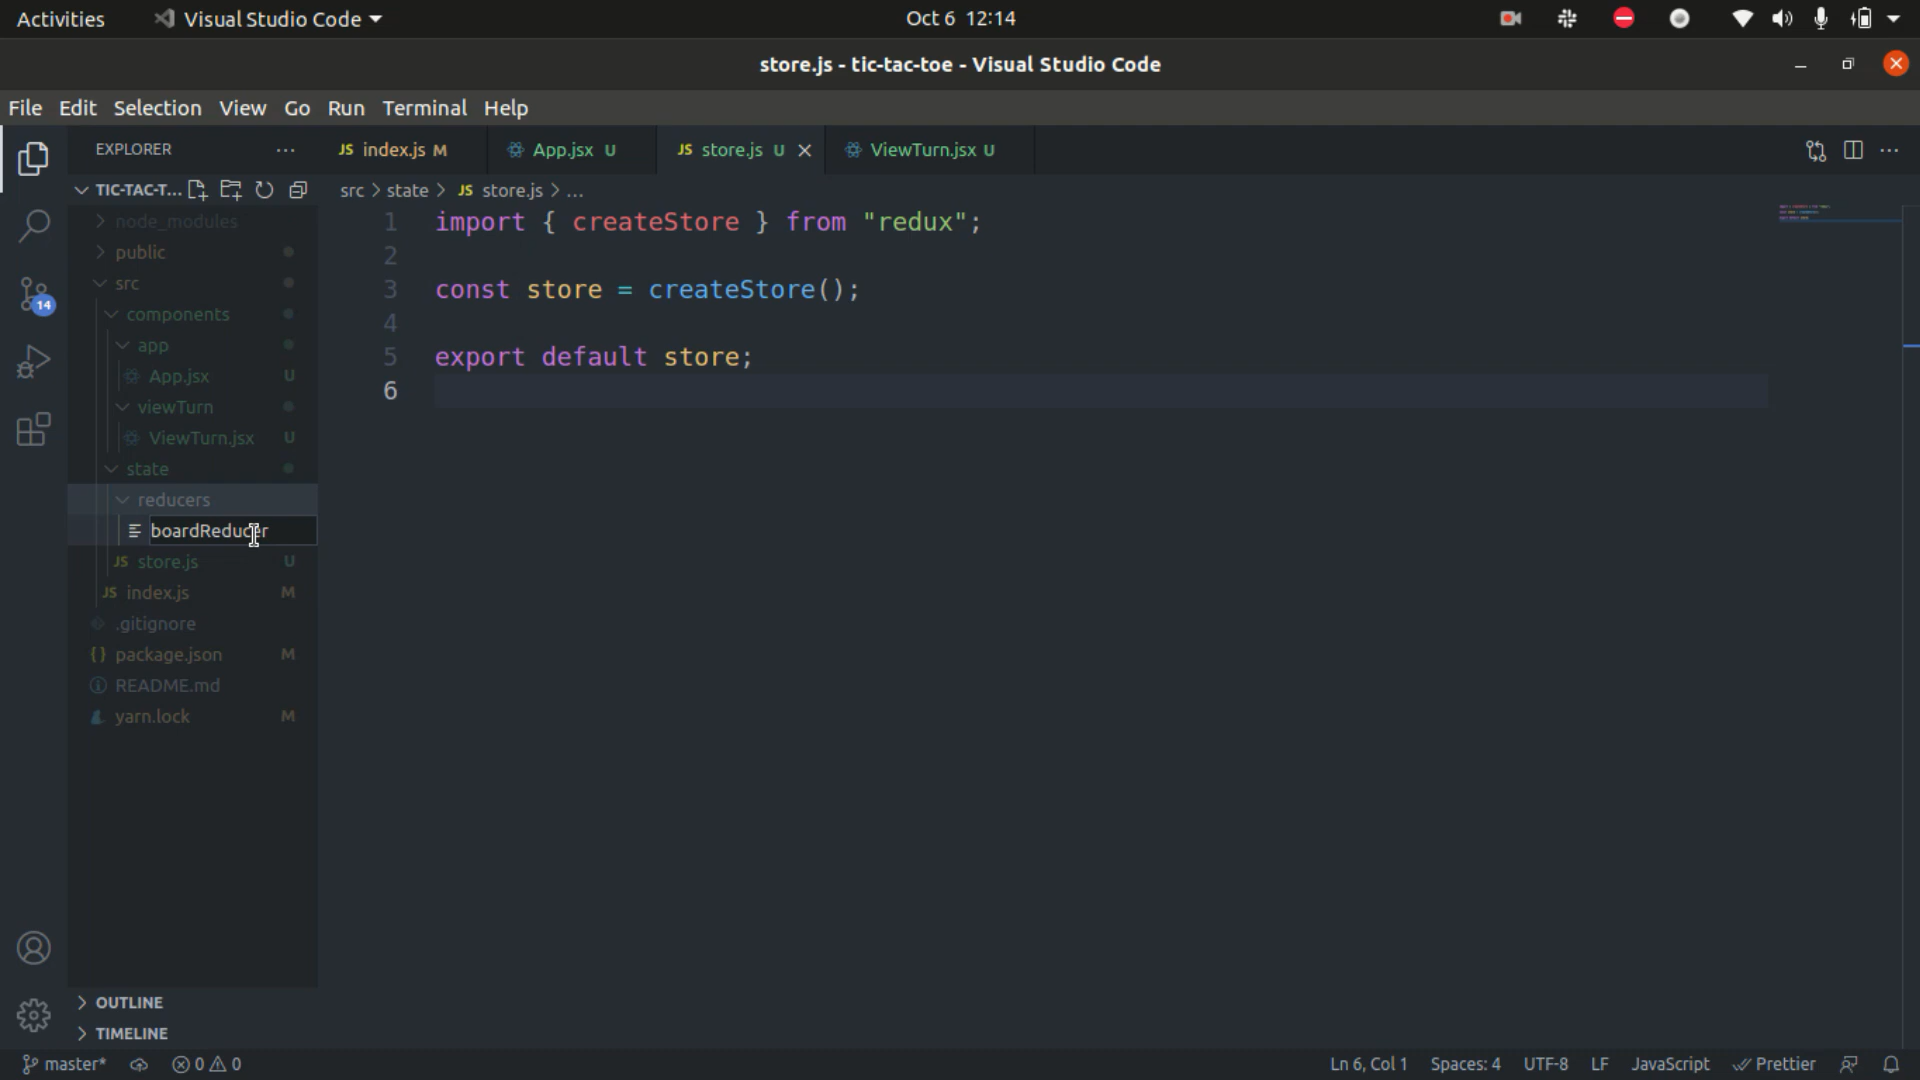 Activities
Visual Studio Code
Oct 6 12:14
store.js - tic-tac-toe - Visual Studio Code
File Edit Selection View Go Run Terminal Help
EXPLORER
JS index.js M
App.jsx U
JS store.js U
ViewTurn.jsx U
TIC-TAC-T...
src > state > JS store.js > ...
node_modules
public
src
components
app
App.jsx U
viewTurn
ViewTurn.jsx U
state
reducers
boardReducer
JS store.js U
JS index.js M
.gitignore
{} package.json M
README.md
yarn.lock M
14
1 import { createStore } from "redux";
2
3 const store = createStore();
4
5 export default store;
6
OUTLINE
TIMELINE
master* 0 0
Ln 6, Col 1 Spaces: 4 UTF-8 LF JavaScript Prettier